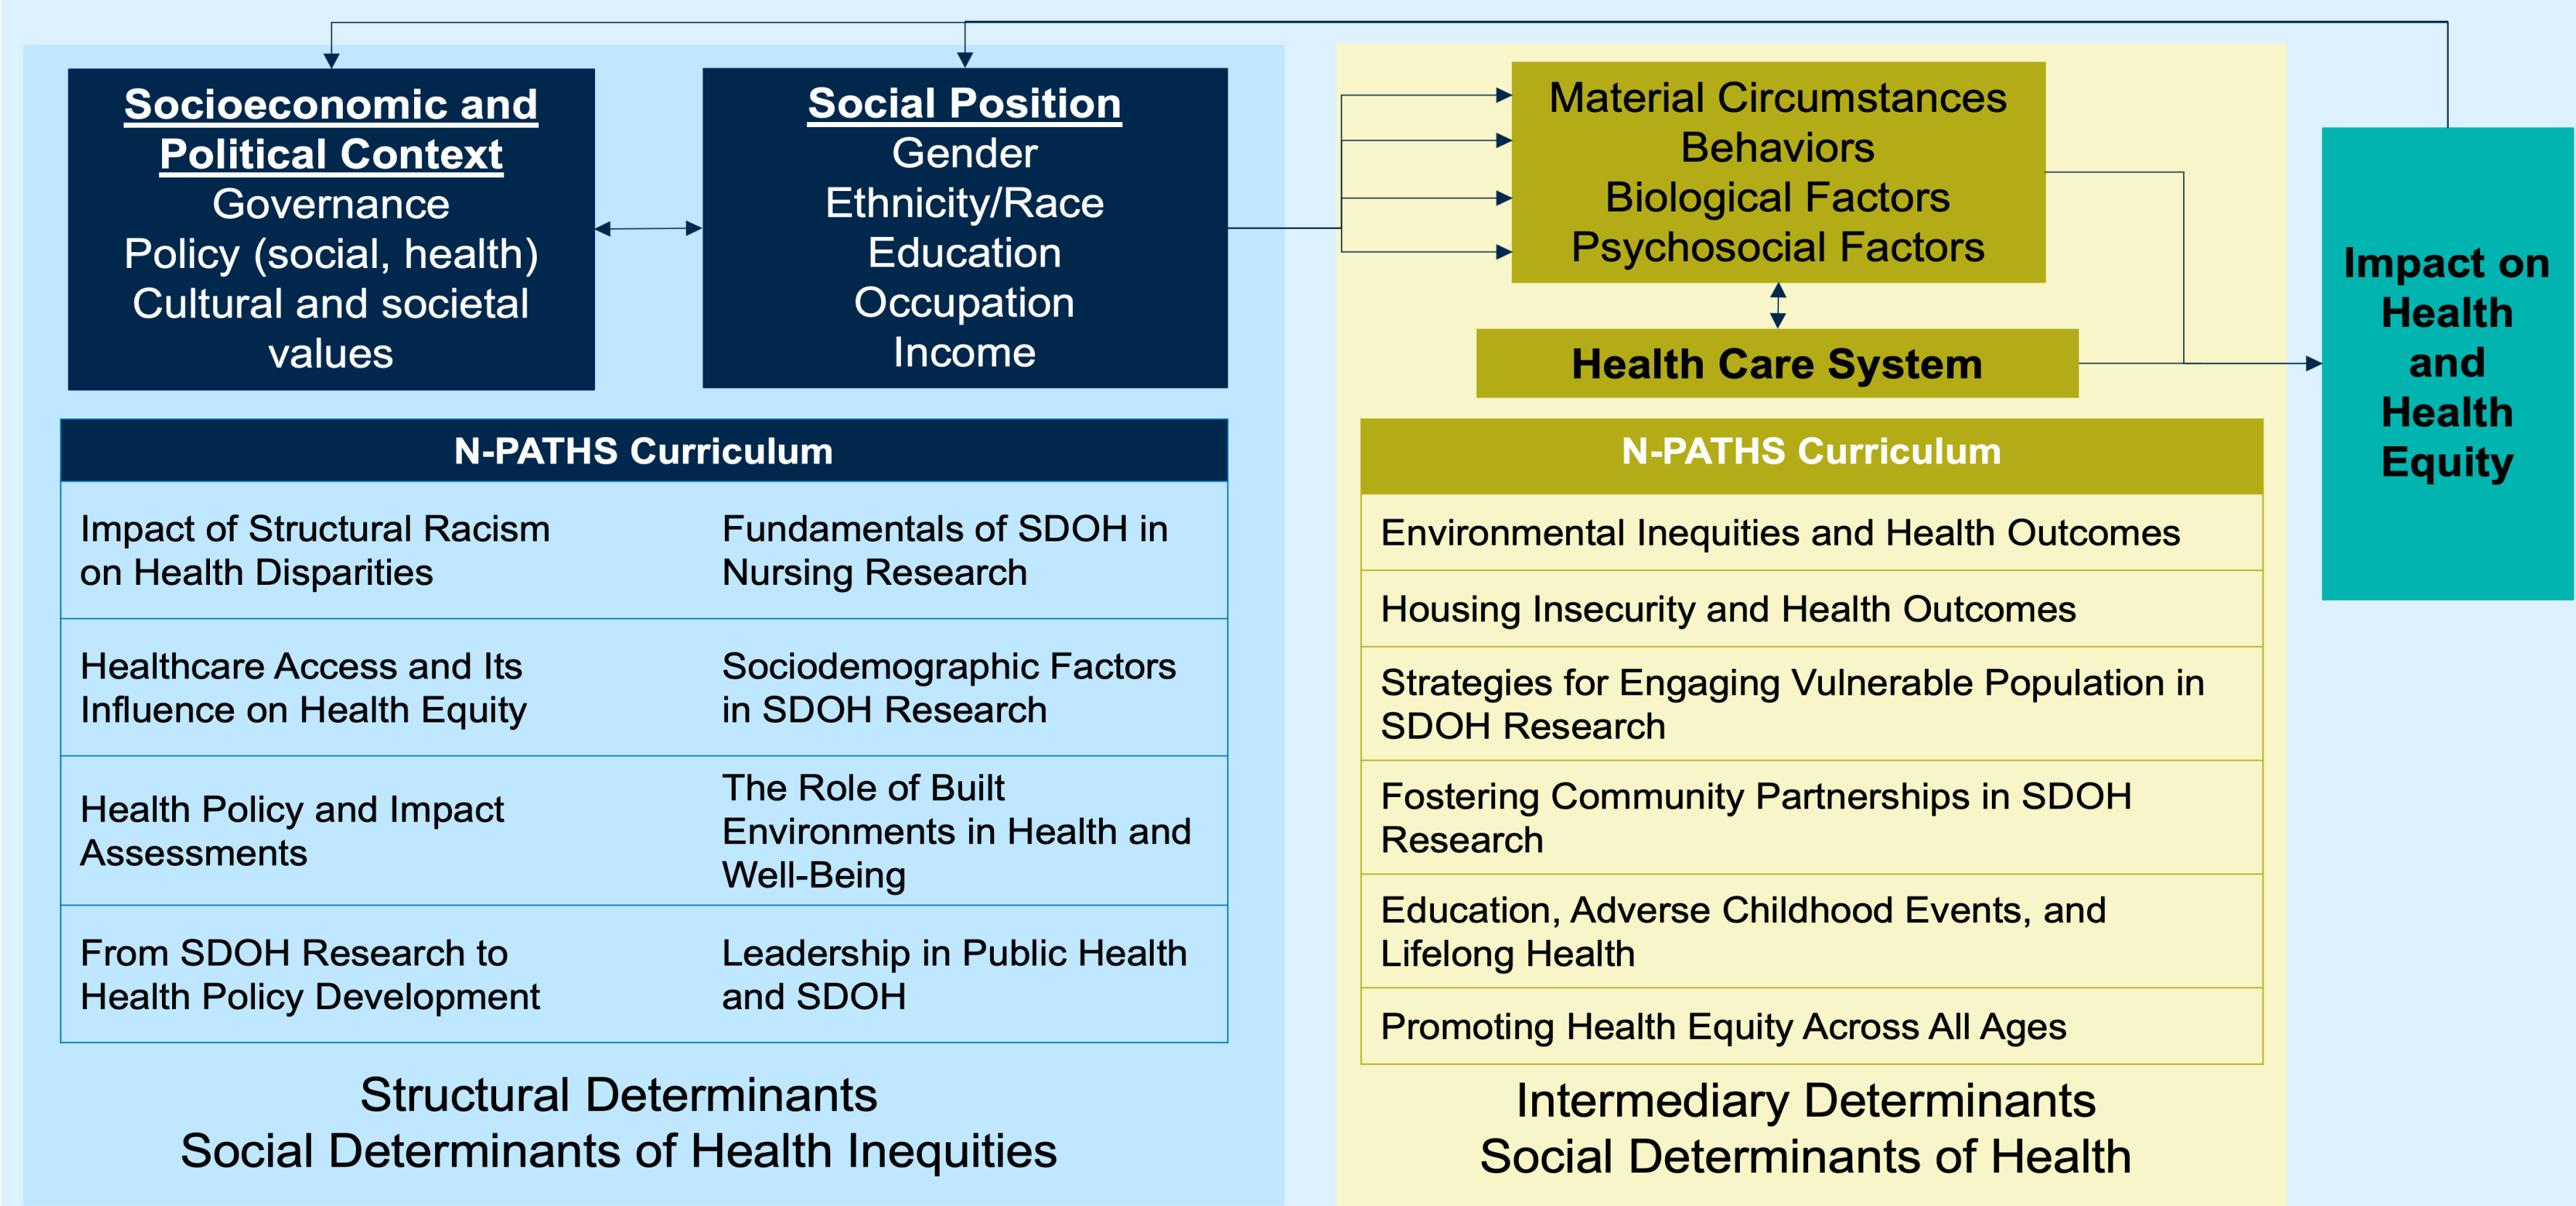 Socioeconomic and
Political Context
Governance
Policy (social, health)
Cultural and societal
values
Social Position
Gender
Ethnicity/Race
Education
Occupation
Income
Material Circumstances
Behaviors
Biological Factors
Psychosocial Factors
Health Care System
Impact on
Health
and
Health
Equity
N-PATHS Curriculum
Impact of Structural Racism
on Health Disparities
Fundamentals of SDOH in
Nursing Research
Healthcare Access and Its
Influence on Health Equity
Sociodemographic Factors
in SDOH Research
Health Policy and Impact
Assessments
The Role of Built
Environments in Health and
Well-Being
From SDOH Research to
Health Policy Development
Leadership in Public Health
and SDOH
Structural Determinants
Social Determinants of Health Inequities
N-PATHS Curriculum
Environmental Inequities and Health Outcomes
Housing Insecurity and Health Outcomes
Strategies for Engaging Vulnerable Population in
SDOH Research
Fostering Community Partnerships in SDOH
Research
Education, Adverse Childhood Events, and
Lifelong Health
Promoting Health Equity Across All Ages
Intermediary Determinants
Social Determinants of Health